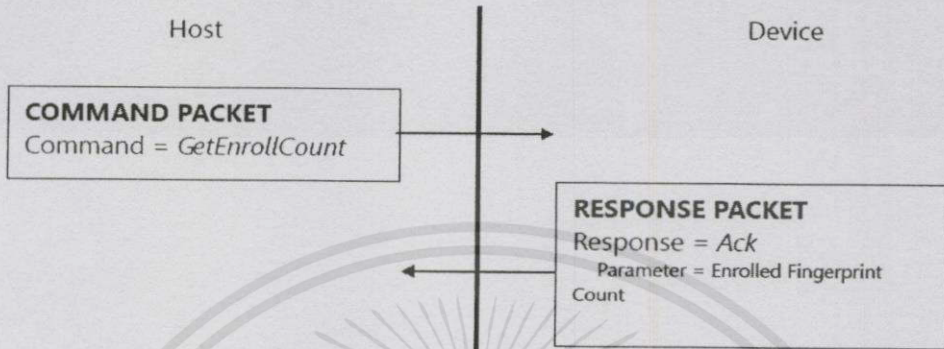 Host
Device
COMMAND PACKET
Command = GetEnrollCount
RESPONSE PACKET
Response = Ack
Parameter = Enrolled Fingerprint
Count